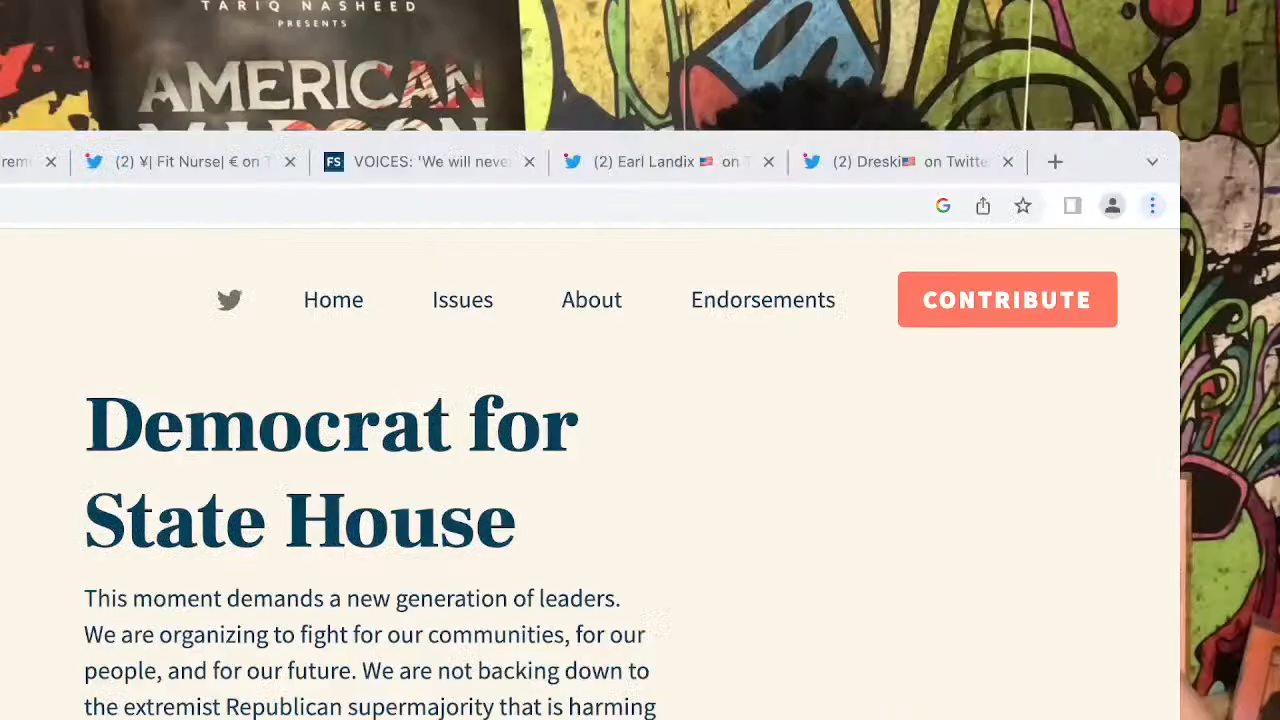 TARIQ NASHEED
PRESENTS
AMERICAN
(2) ¥| Fit Nurse| € on T
FS
VOICES: 'We will neve
(2) Earl Landix 🇺🇸 on T
(2) Dreski🇺🇸 on Twitte
Home
Issues
About
Endorsements
CONTRIBUTE
Democrat for
State House
This moment demands a new generation of leaders.
We are organizing to fight for our communities, for our
people, and for our future. We are not backing down to
the extremist Republican supermajority that is harming